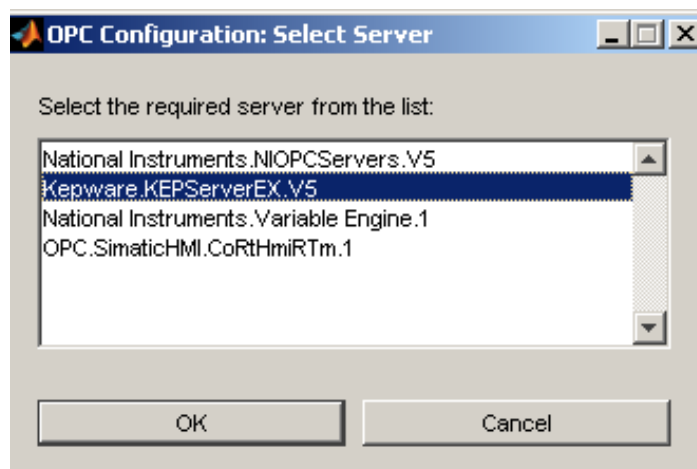 OPC Configuration: Select Server
Select the required server from the list:
National Instruments.NIOPCServers.V5
Kepware.KEPServerEX.V5
National Instruments.Variable Engine.1
OPC.SimaticHMI.CoRtHmiRTm.1
OK
Cancel